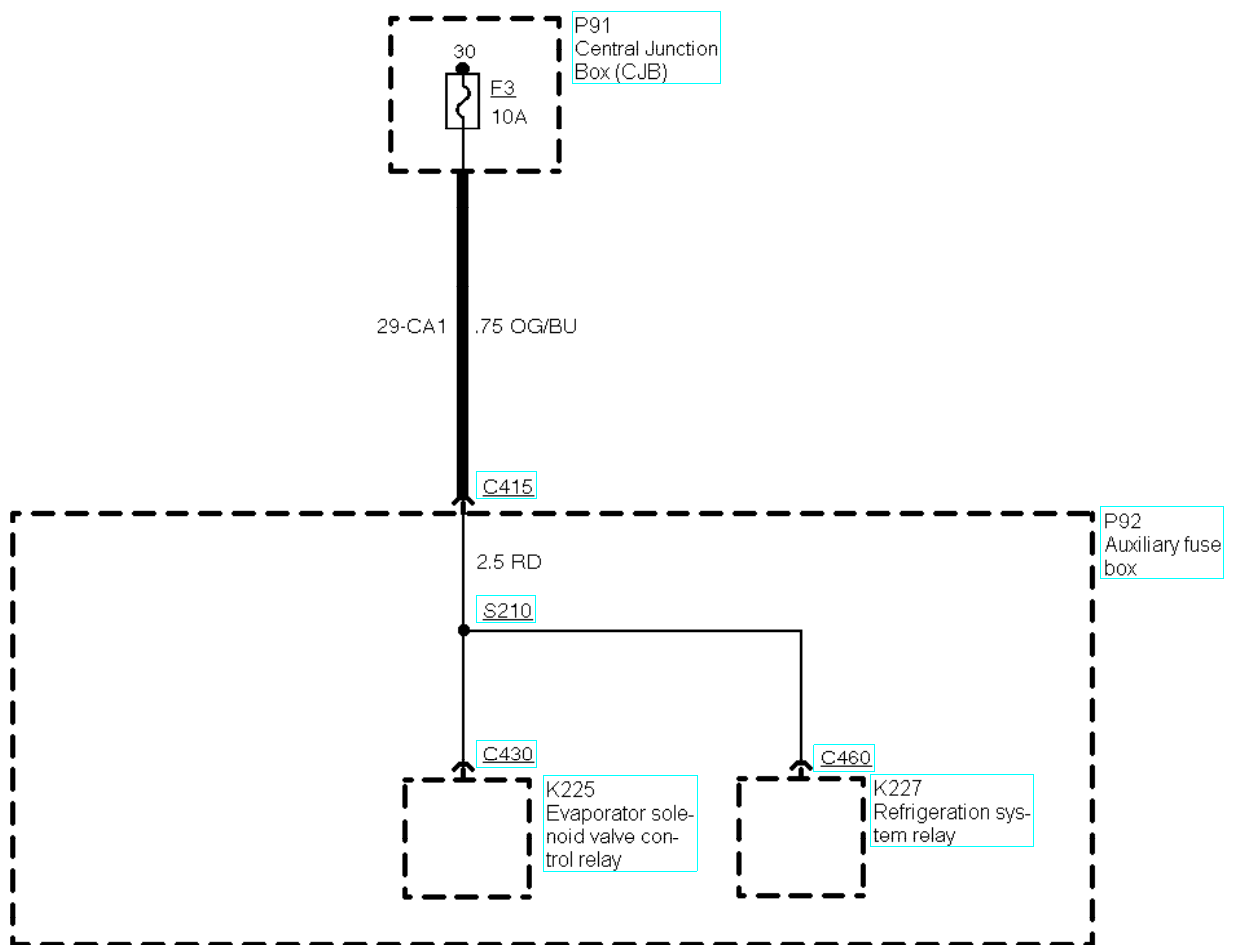 P91
Central Junction
Box (CJB)
30
F3
10A
29-CA1
.75 OG/BU
C415
P92
Auxiliary fuse
box
2.5 RD
S210
C430
C460
K225
Evaporator sole-
noid valve con-
trol relay
K227
Refrigeration sys-
tem relay